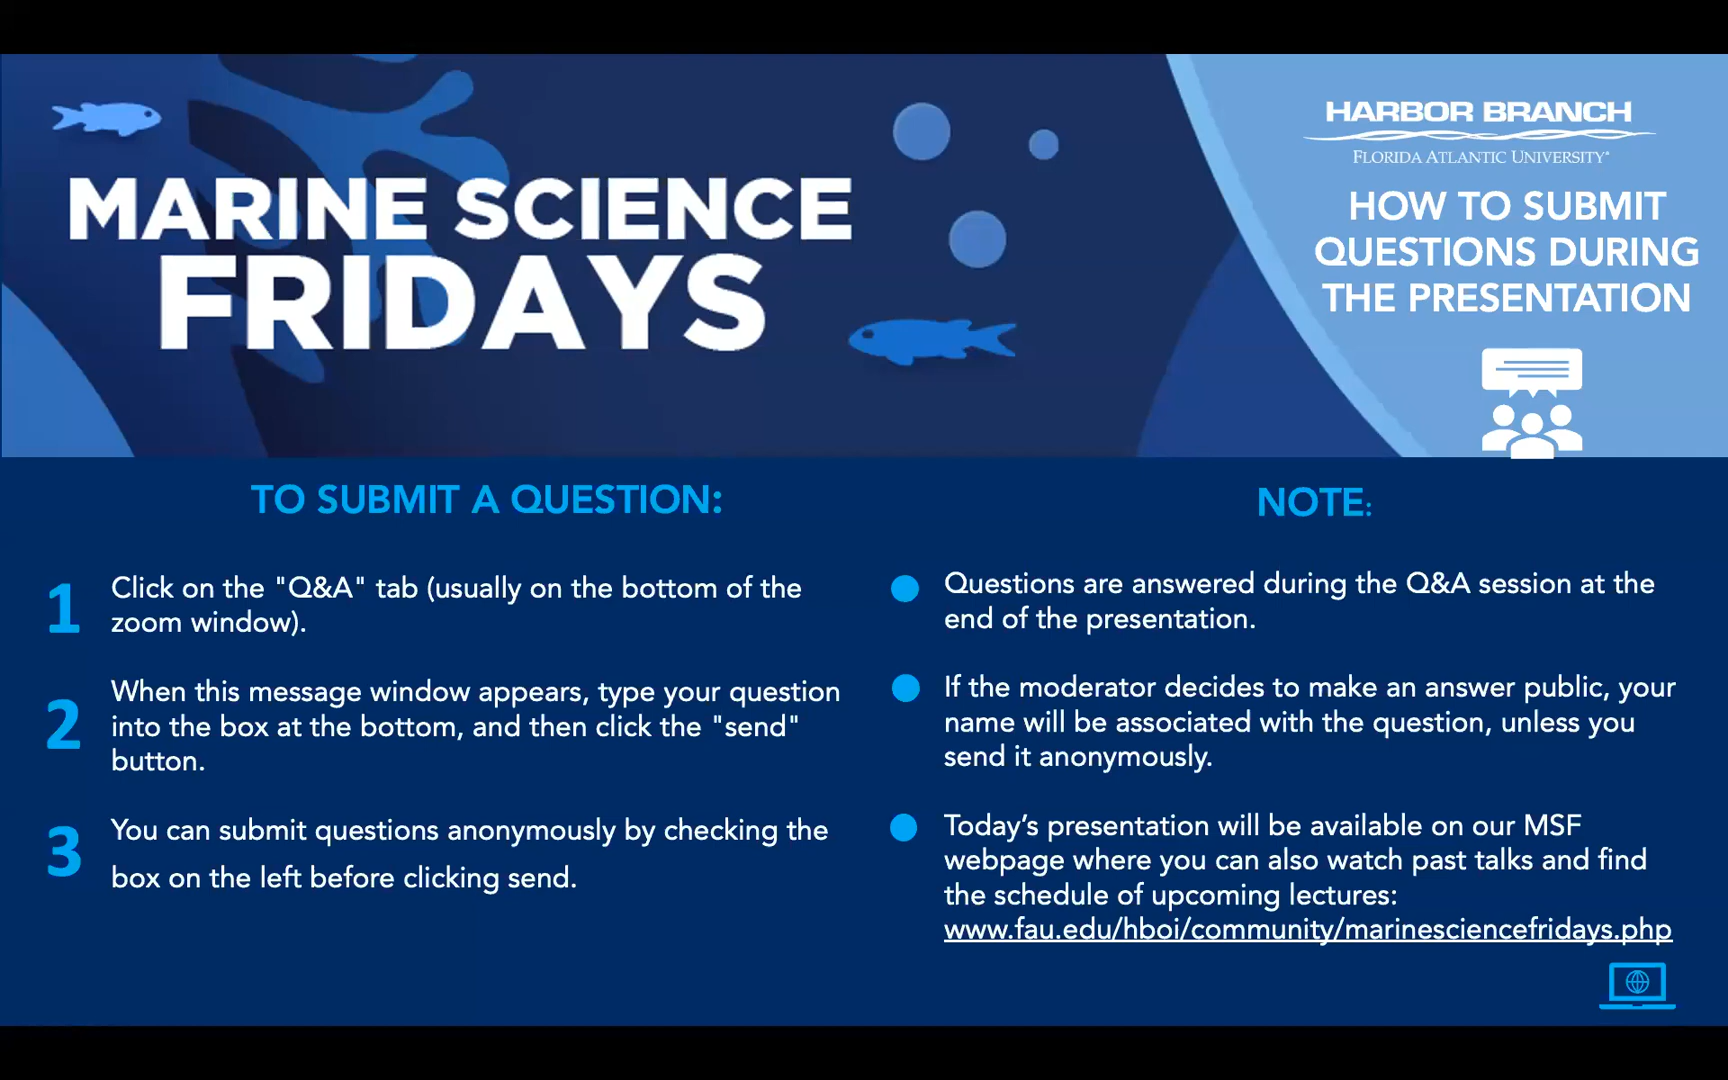 MARINE SCIENCE
FRIDAYS
HARBOR BRANCH
FLORIDA ATLANTIC UNIVERSITY®
HOW TO SUBMIT
QUESTIONS DURING
THE PRESENTATION
TO SUBMIT A QUESTION:
1 Click on the "Q&A" tab (usually on the bottom of the
zoom window).
2 When this message window appears, type your question
into the box at the bottom, and then click the "send"
button.
3 You can submit questions anonymously by checking the
box on the left before clicking send.
NOTE:
Questions are answered during the Q&A session at the
end of the presentation.
If the moderator decides to make an answer public, your
name will be associated with the question, unless you
send it anonymously.
Today’s presentation will be available on our MSF
webpage where you can also watch past talks and find
the schedule of upcoming lectures:
www.fau.edu/hboi/community/marinesciencefridays.php